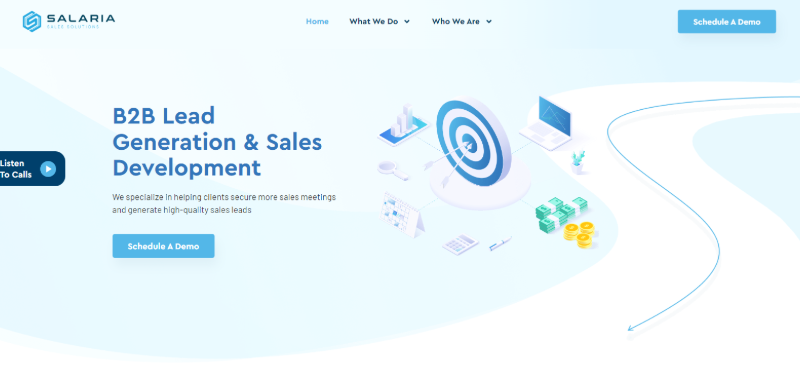 SALARIA
SALES SOLUTIONS
Home
What We Do
Who We Are
Schedule A Demo
B2B Lead
Generation & Sales
Development
Listen
To Calls
We specialize in helping clients secure more sales meetings
and generate high-quality sales leads
Schedule A Demo